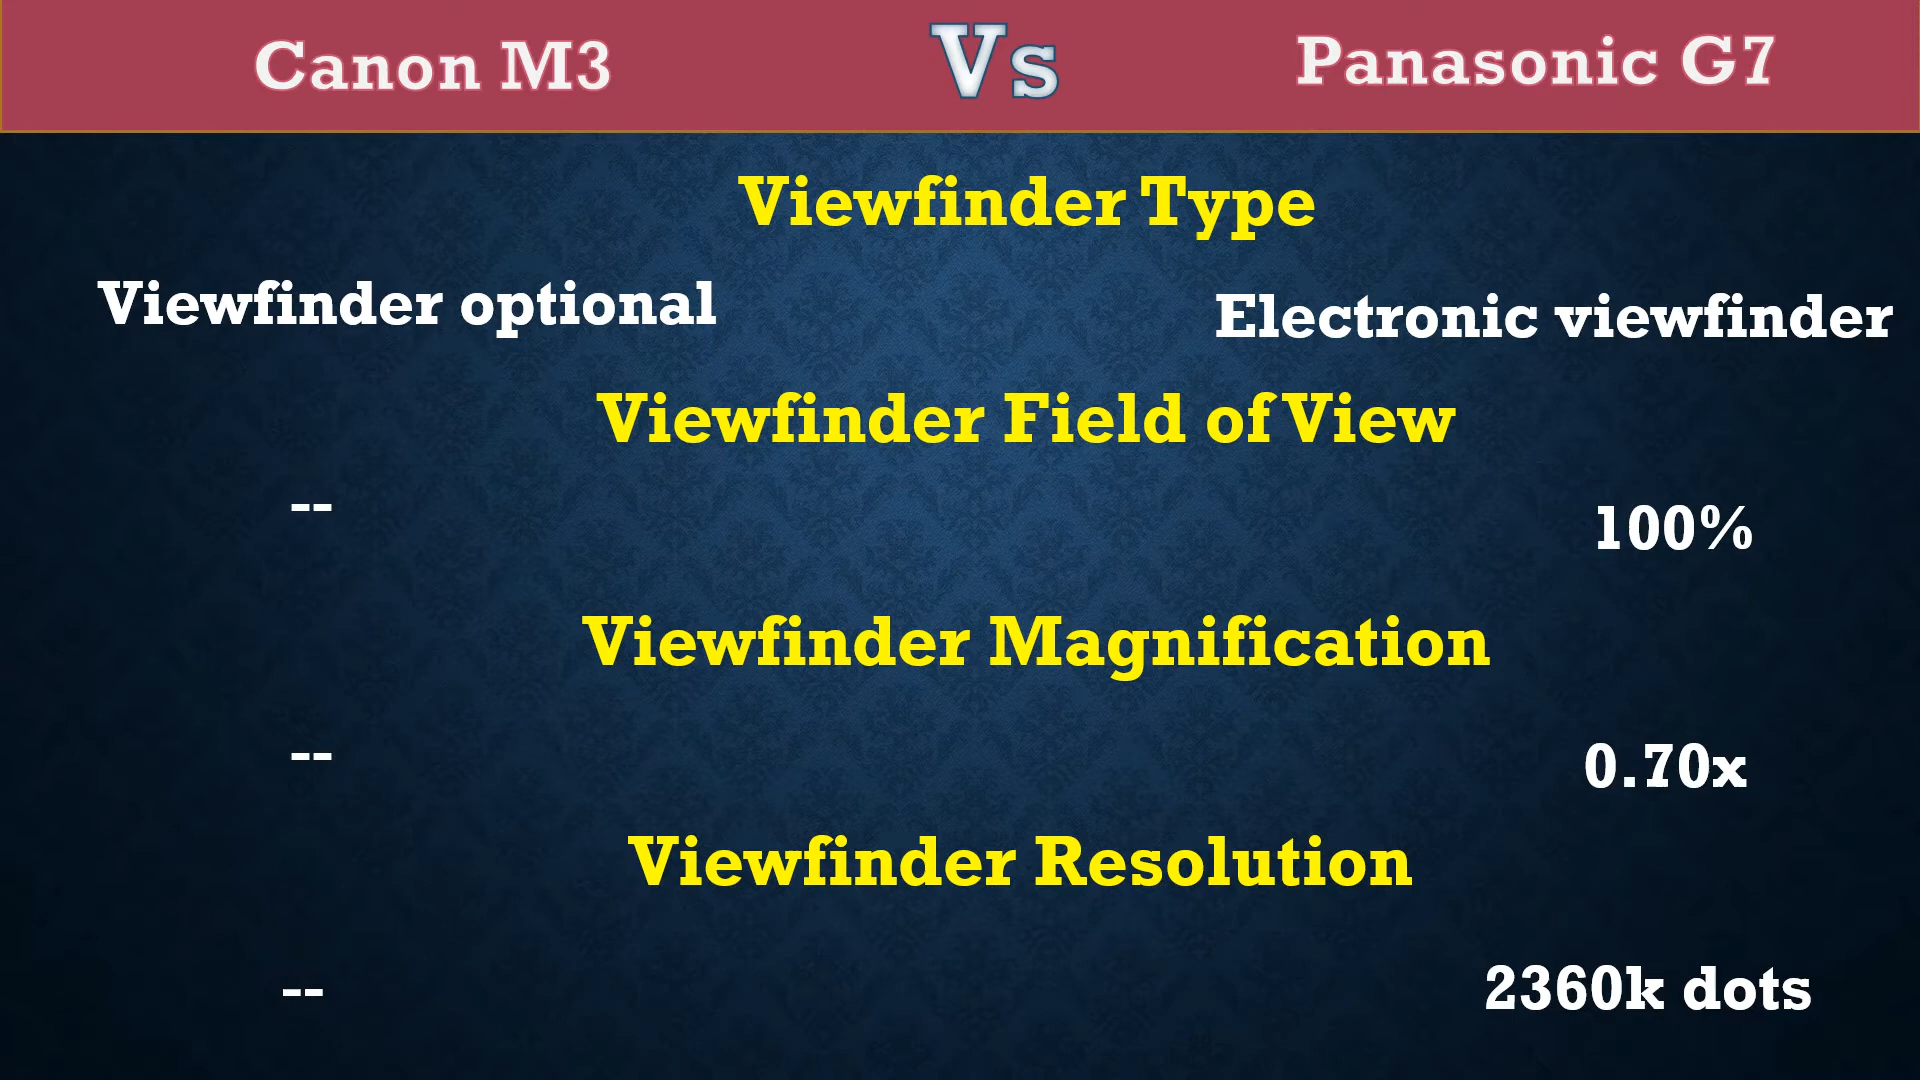 Canon M3 Vs Panasonic G7
Viewfinder Type
Viewfinder optional Electronic viewfinder
Viewfinder Field of View
-- 100%
Viewfinder Magnification
-- 0.70x
Viewfinder Resolution
-- 2360k dots